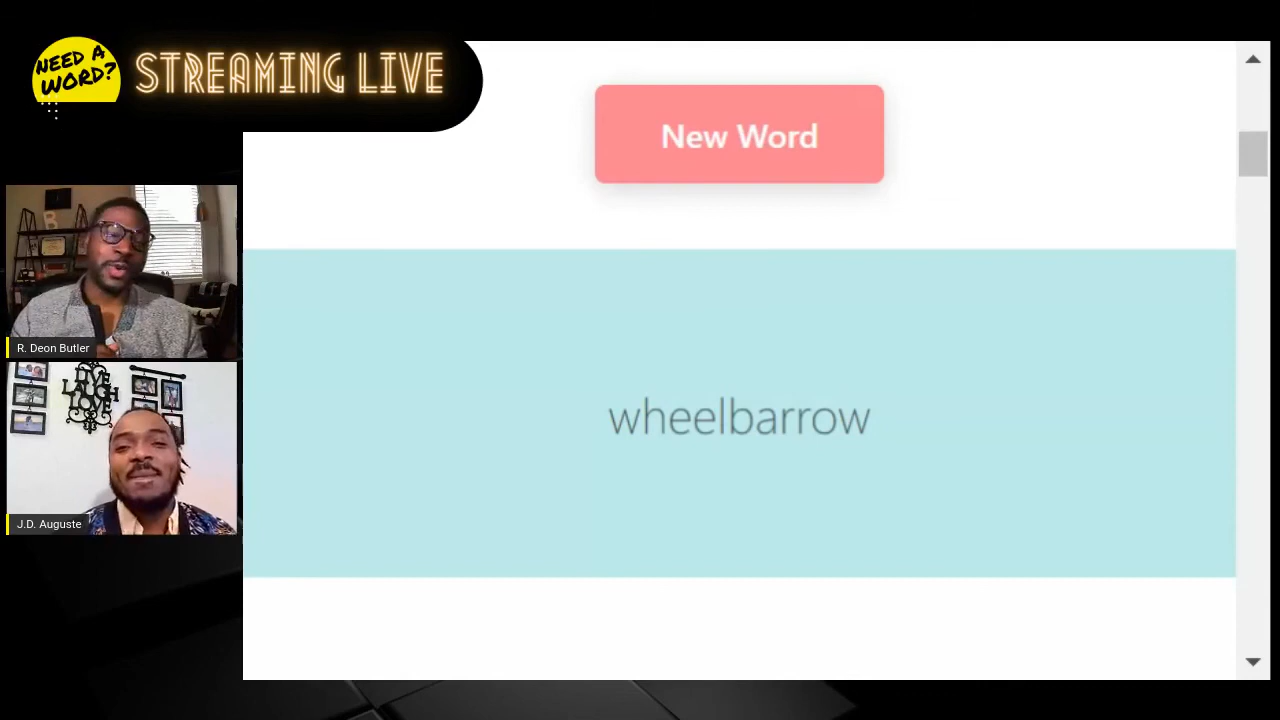 NEED A
WORD?
STREAMING LIVE
New Word
wheelbarrow
R. Deon Butler
LIVE
LAUGH
LOVE
J.D. Auguste